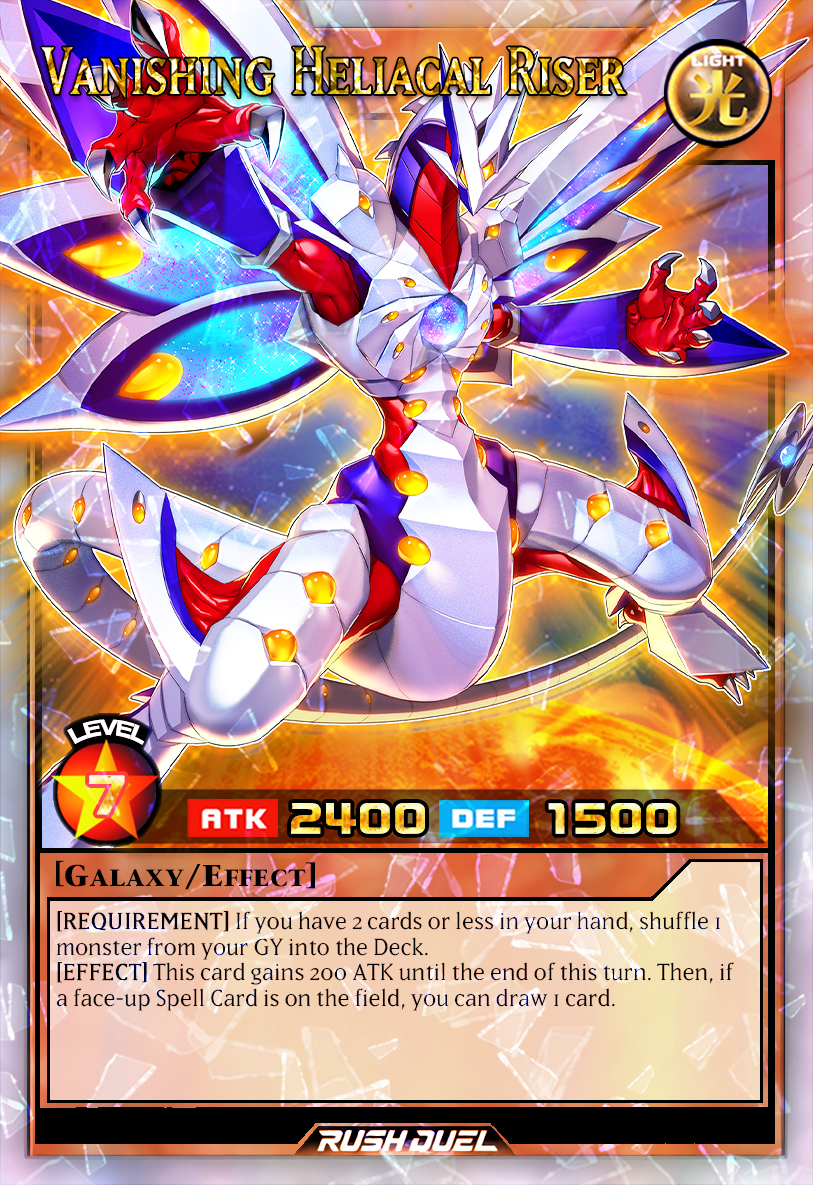 VANISHING HELIACAL RISER
LIGHT
光
LEVEL
7
ATK 2400 DEF 1500
[GALAXY/EFFECT]
[REQUIREMENT] If you have 2 cards or less in your hand, shuffle 1
monster from your GY into the Deck.
[EFFECT] This card gains 200 ATK until the end of this turn. Then, if
a face-up Spell Card is on the field, you can draw 1 card.
RUSH DUEL